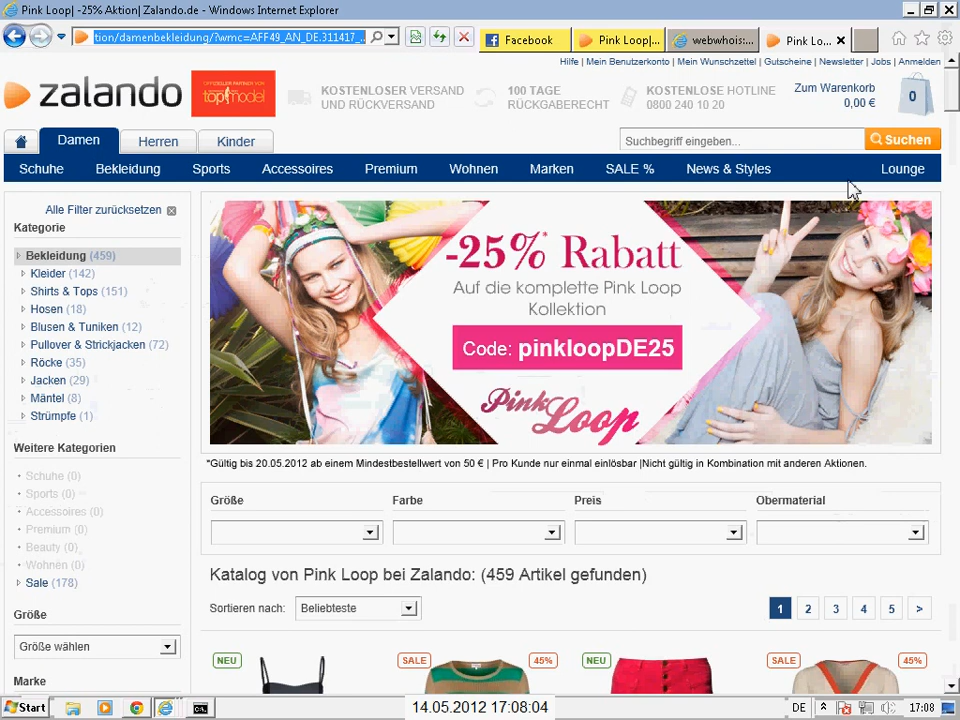 Pink Loop| -25% Aktion| Zalando.de - Windows Internet Explorer
tion/damenbekleidung/?wmc=AFF49_AN_DE.311417_...
Facebook
Pink Loop|...
webwhois:...
Pink Lo...
Hilfe | Mein Benutzerkonto | Mein Wunschzettel | Gutscheine | Newsletter | Jobs | Anmelden
zalando
OFFIZIELLER PARTNER VON
topmodel
KOSTENLOSER VERSAND
UND RÜCKVERSAND
100 TAGE
RÜCKGABERECHT
KOSTENLOSE HOTLINE
0800 240 10 20
Zum Warenkorb
0,00 €
0
Damen
Herren
Kinder
Suchbegriff eingeben...
Suchen
Schuhe Bekleidung Sports Accessoires Premium Wohnen Marken SALE % News & Styles Lounge
Alle Filter zurücksetzen
Kategorie
Bekleidung (459)
Kleider (142)
Shirts & Tops (151)
Hosen (18)
Blusen & Tuniken (12)
Pullover & Strickjacken (72)
Röcke (35)
Jacken (29)
Mäntel (8)
Strümpfe (1)
Weitere Kategorien
Schuhe (0)
Sports (0)
Accessoires (0)
Premium (0)
Beauty (0)
Wohnen (0)
Sale (178)
Größe
Größe wählen
Marke
-25%* Rabatt
Auf die komplette Pink Loop
Kollektion
Code: pinkloopDE25
Pink Loop
*Gültig bis 20.05.2012 ab einem Mindestbestellwert von 50 € | Pro Kunde nur einmal einlösbar |Nicht gültig in Kombination mit anderen Aktionen.
Größe
Farbe
Preis
Obermaterial
Katalog von Pink Loop bei Zalando: (459 Artikel gefunden)
Sortieren nach: Beliebteste
1 2 3 4 5 >
NEU
SALE 45%
NEU
SALE 45%
Start
14.05.2012 17:08:04
DE
17:08